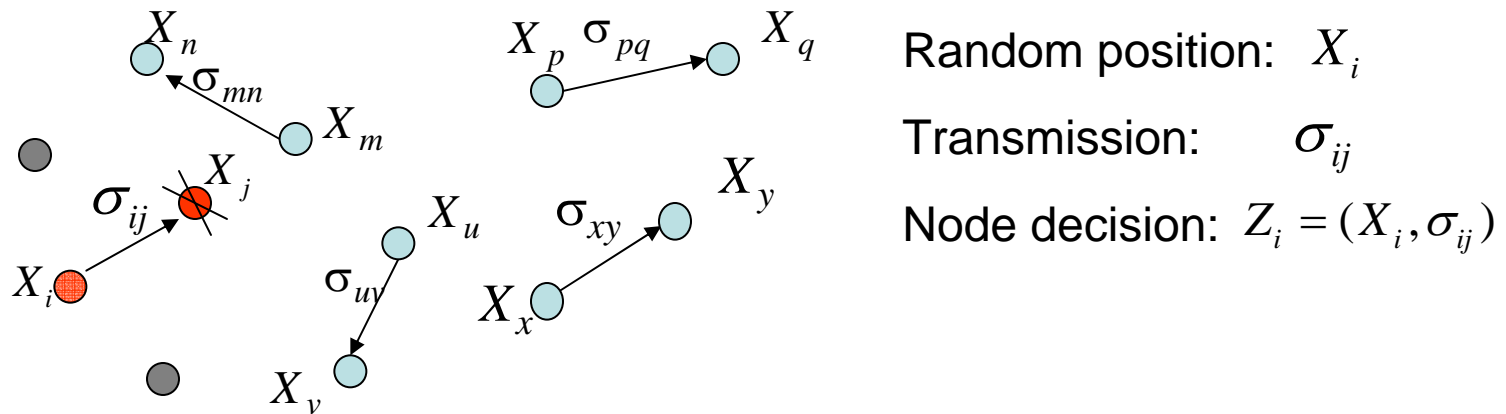 X_n
σ_mn
X_m
X_p
σ_pq
X_q
X_j
σ_ij
X_i
X_u
σ_uv
X_v
σ_xy
X_y
X_x
Random position: X_i
Transmission: σ_ij
Node decision: Z_i = (X_i, σ_ij)